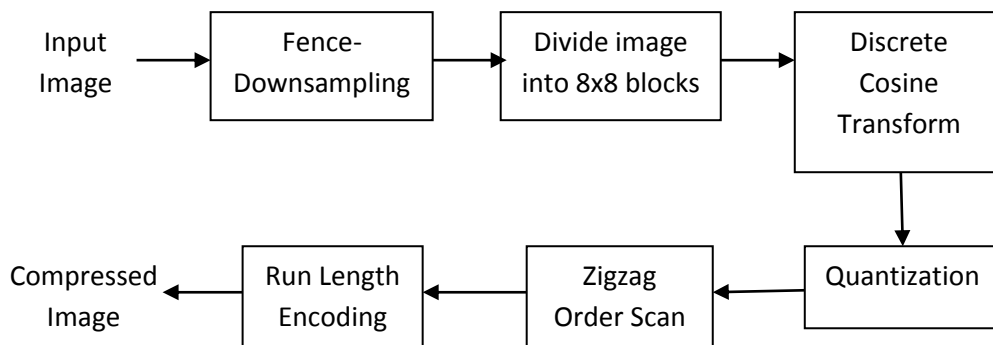 Input
Image
Fence-
Downsampling
Divide image
into 8x8 blocks
Discrete
Cosine
Transform
Quantization
Zigzag
Order Scan
Run Length
Encoding
Compressed
Image